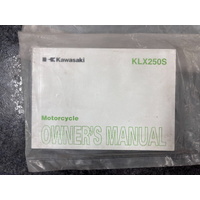 Kawasaki KLX250S
Motorcycle
OWNER'S MANUAL